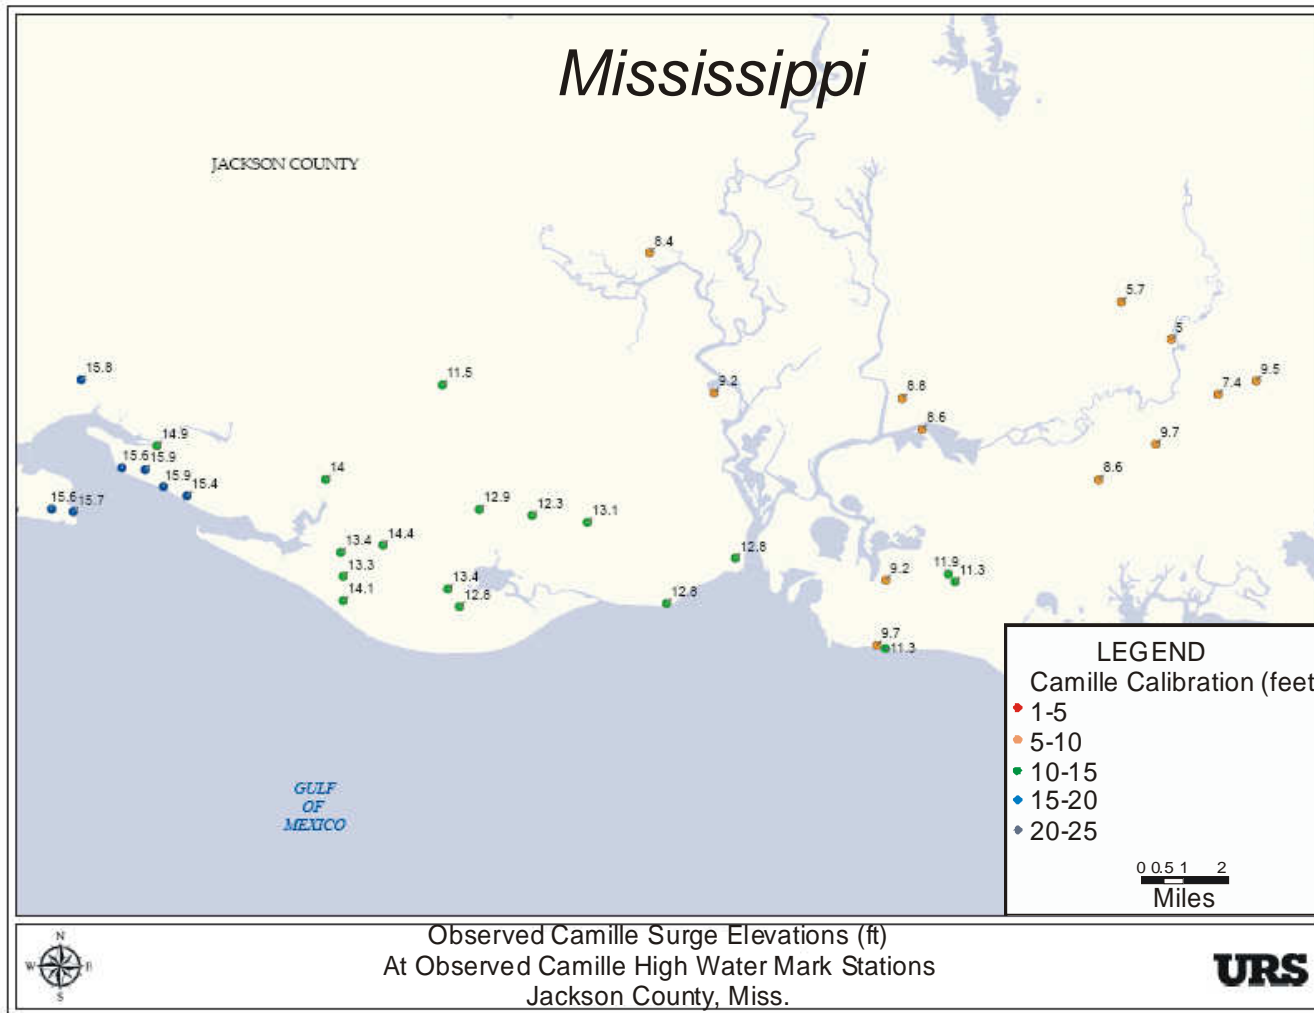 Mississippi
JACKSON COUNTY
8.4
5.7
5
15.8
11.5
9.2
8.8
7.4
9.5
8.6
14.9
9.7
15.6
15.9
14
8.6
15.9
15.4
15.6
15.7
12.9
12.3
13.1
13.4
14.4
12.8
13.3
9.2
11.9
11.3
14.1
13.4
12.8
12.8
9.7
11.3
GULF
OF
MEXICO
LEGEND
Camille Calibration (feet
1-5
5-10
10-15
15-20
20-25
0 0.5 1 2
Miles
N
W E
S
Observed Camille Surge Elevations (ft)
At Observed Camille High Water Mark Stations
Jackson County, Miss.
URS